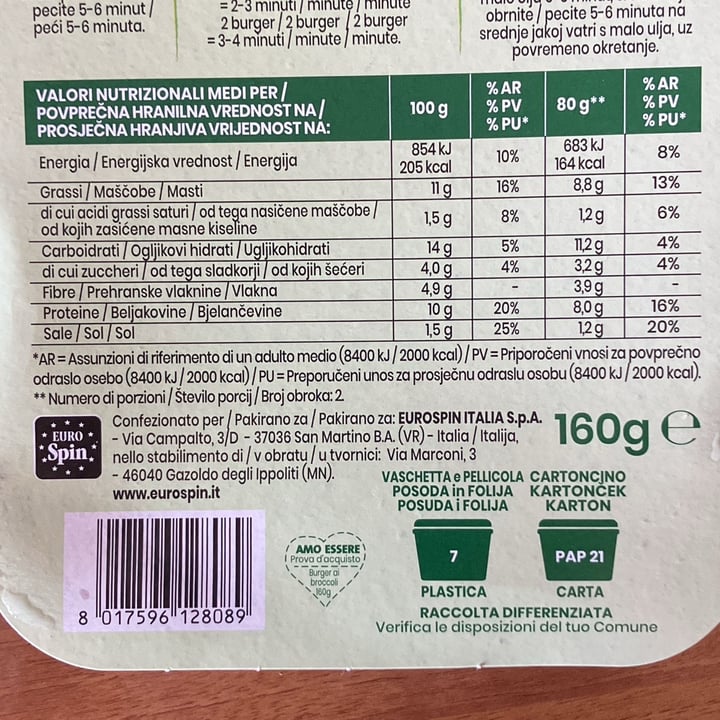 pecite 5-6 minut /
peći 5-6 minuta.
= 2-3 minuti / minute / minute
2 burger / 2 burger / 2 burger
= 3-4 minuti / minute / minute.
obrnite / pecite 5-6 minuta na
srednje jakoj vatri s malo ulja, uz
povremeno okretanje.
VALORI NUTRIZIONALI MEDI PER /
POVPREČNA HRANILNA VREDNOST NA /
PROSJEČNA HRANJIVA VRIJEDNOST NA:
100 g
% AR
% PV
% PU*
80 g**
% AR
% PV
% PU*
Energia / Energijska vrednost / Energija
854 kJ
205 kcal
10%
683 kJ
164 kcal
8%
Grassi / Maščobe / Masti 11 g 16% 8,8 g 13%
di cui acidi grassi saturi / od tega nasičene maščobe /
od kojih zasićene masne kiseline
1,5 g 8% 1,2 g 6%
Carboidrati / Ogljikovi hidrati / Ugljikohidrati 14 g 5% 11,2 g 4%
di cui zuccheri / od tega sladkorji / od kojih šećeri 4,0 g 4% 3,2 g 4%
Fibre / Prehranske vlaknine / Vlakna 4,9 g - 3,9 g -
Proteine / Beljakovine / Bjelančevine 10 g 20% 8,0 g 16%
Sale / Sol / Sol 1,5 g 25% 1,2 g 20%
*AR = Assunzioni di riferimento di un adulto medio (8400 kJ / 2000 kcal) / PV = Priporočeni vnosi za povprečno
odraslo osebo (8400 kJ / 2000 kcal) / PU = Preporučeni unos za prosječnu odraslu osobu (8400 kJ / 2000 kcal).
** Numero di porzioni / Število porcij / Broj obroka: 2.
EURO
Spin
Confezionato per / Pakirano za / Pakirano za: EUROSPIN ITALIA S.p.A.
- Via Campalto, 3/D - 37036 San Martino B.A. (VR) - Italia / Italija,
nello stabilimento di / v obratu / u tvornici: Via Marconi, 3
- 46040 Gazoldo degli Ippoliti (MN).
www.eurospin.it
160g e
VASCHETTA e PELLICOLA
POSODA in FOLIJA
POSUDA i FOLIJA
CARTONCINO
KARTONČEK
KARTON
7
PAP 21
PLASTICA
CARTA
RACCOLTA DIFFERENZIATA
Verifica le disposizioni del tuo Comune
AMO ESSERE
Prova d'acquisto
Burger ai
broccoli
160g
8 017596 128089